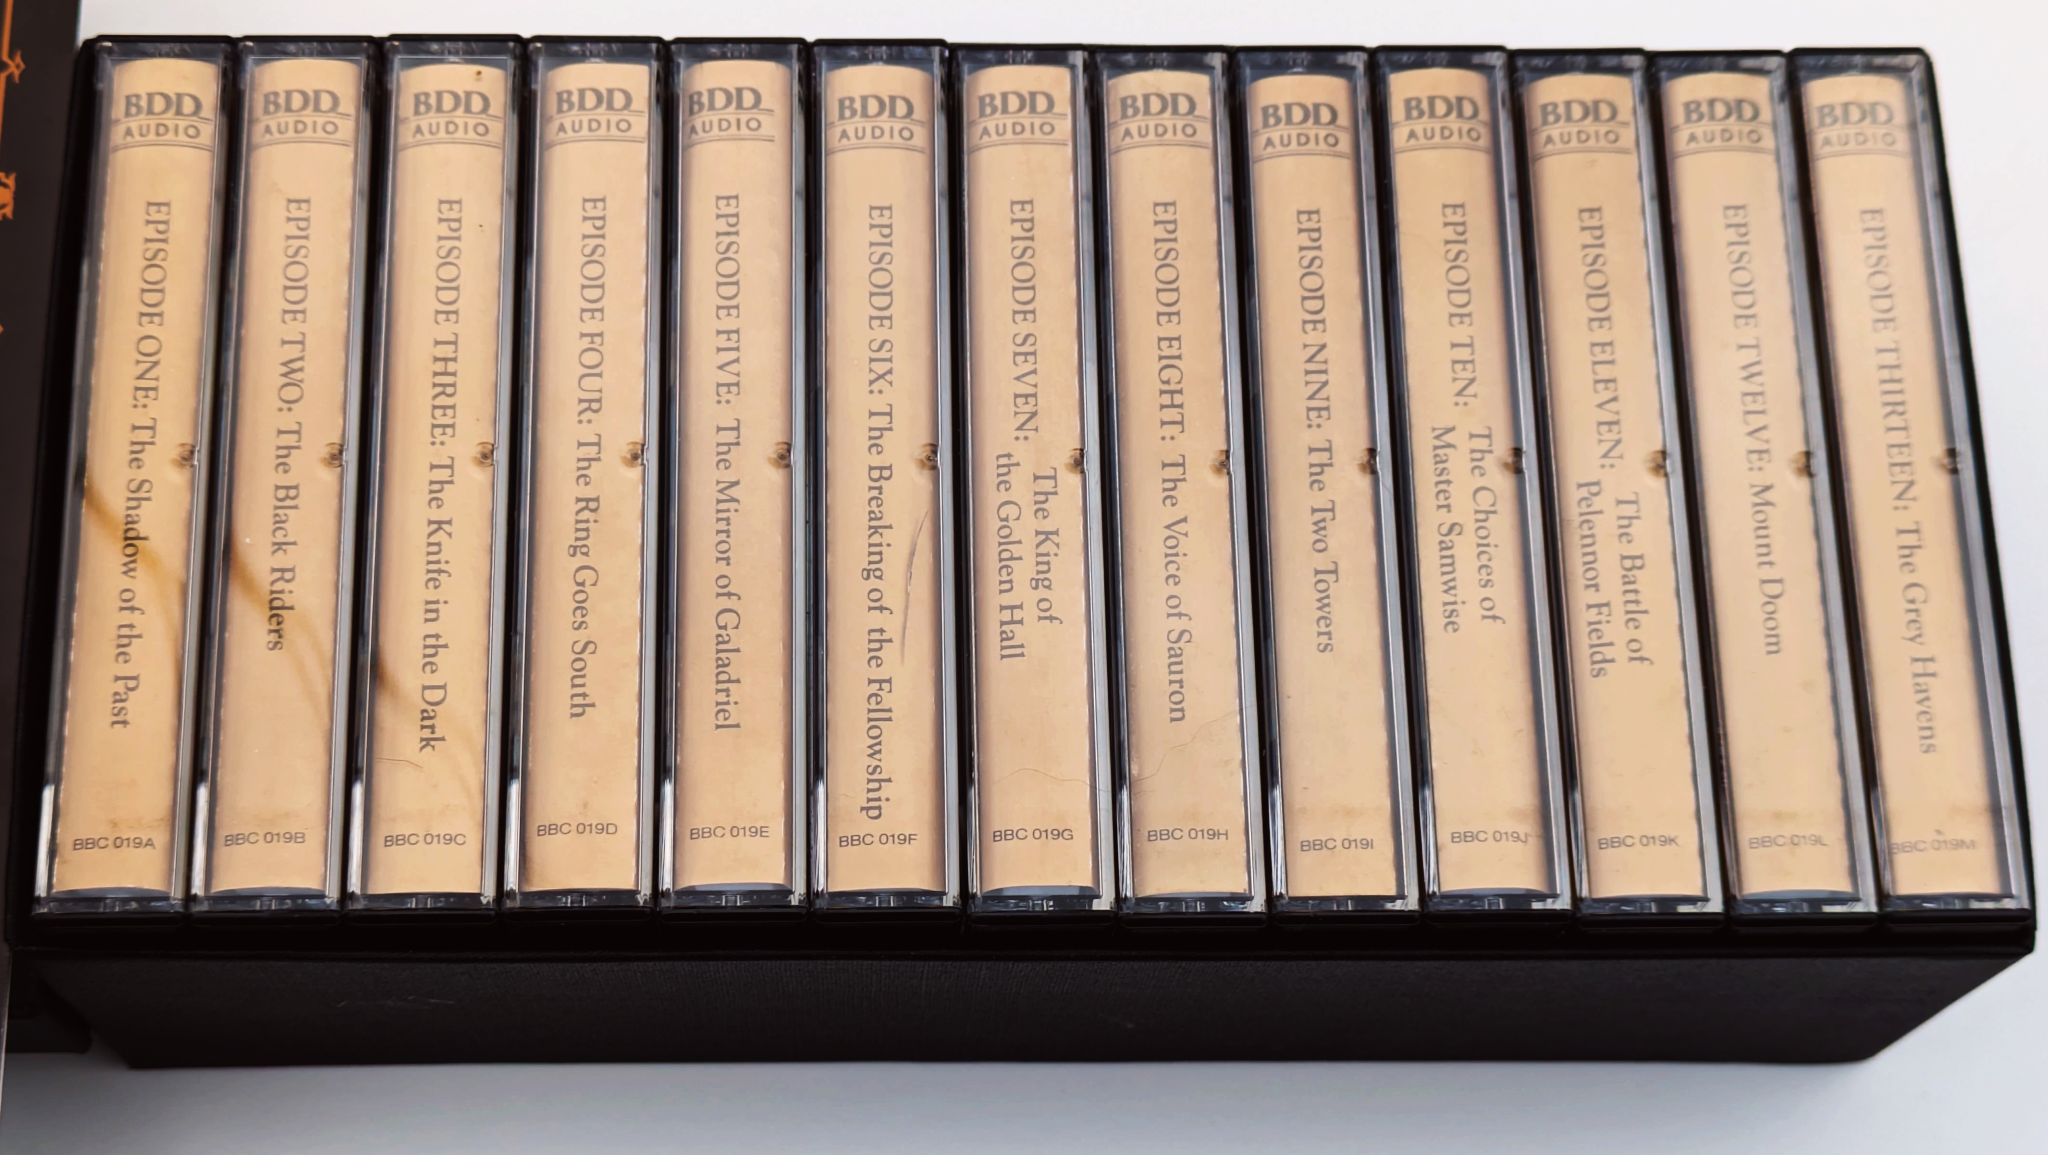 BDD
AUDIO
EPISODE ONE: The Shadow of the Past
BBC 019A
BDD
AUDIO
EPISODE TWO: The Black Riders
BBC 019B
BDD
AUDIO
EPISODE THREE: The Knife in the Dark
BBC 019C
BDD
AUDIO
EPISODE FOUR: The Ring Goes South
BBC 019D
BDD
AUDIO
EPISODE FIVE: The Mirror of Galadriel
BBC 019E
BDD
AUDIO
EPISODE SIX: The Breaking of the Fellowship
BBC 019F
BDD
AUDIO
EPISODE SEVEN: The King of
the Golden Hall
BBC 019G
BDD
AUDIO
EPISODE EIGHT: The Voice of Sauron
BBC 019H
BDD
AUDIO
EPISODE NINE: The Two Towers
BBC 019I
BDD
AUDIO
EPISODE TEN: The Choices of
Master Samwise
BBC 019J
BDD
AUDIO
EPISODE ELEVEN: The Battle of
Pelennor Fields
BBC 019K
BDD
AUDIO
EPISODE TWELVE: Mount Doom
BBC 019L
BDD
AUDIO
EPISODE THIRTEEN: The Grey Havens
BBC 019M